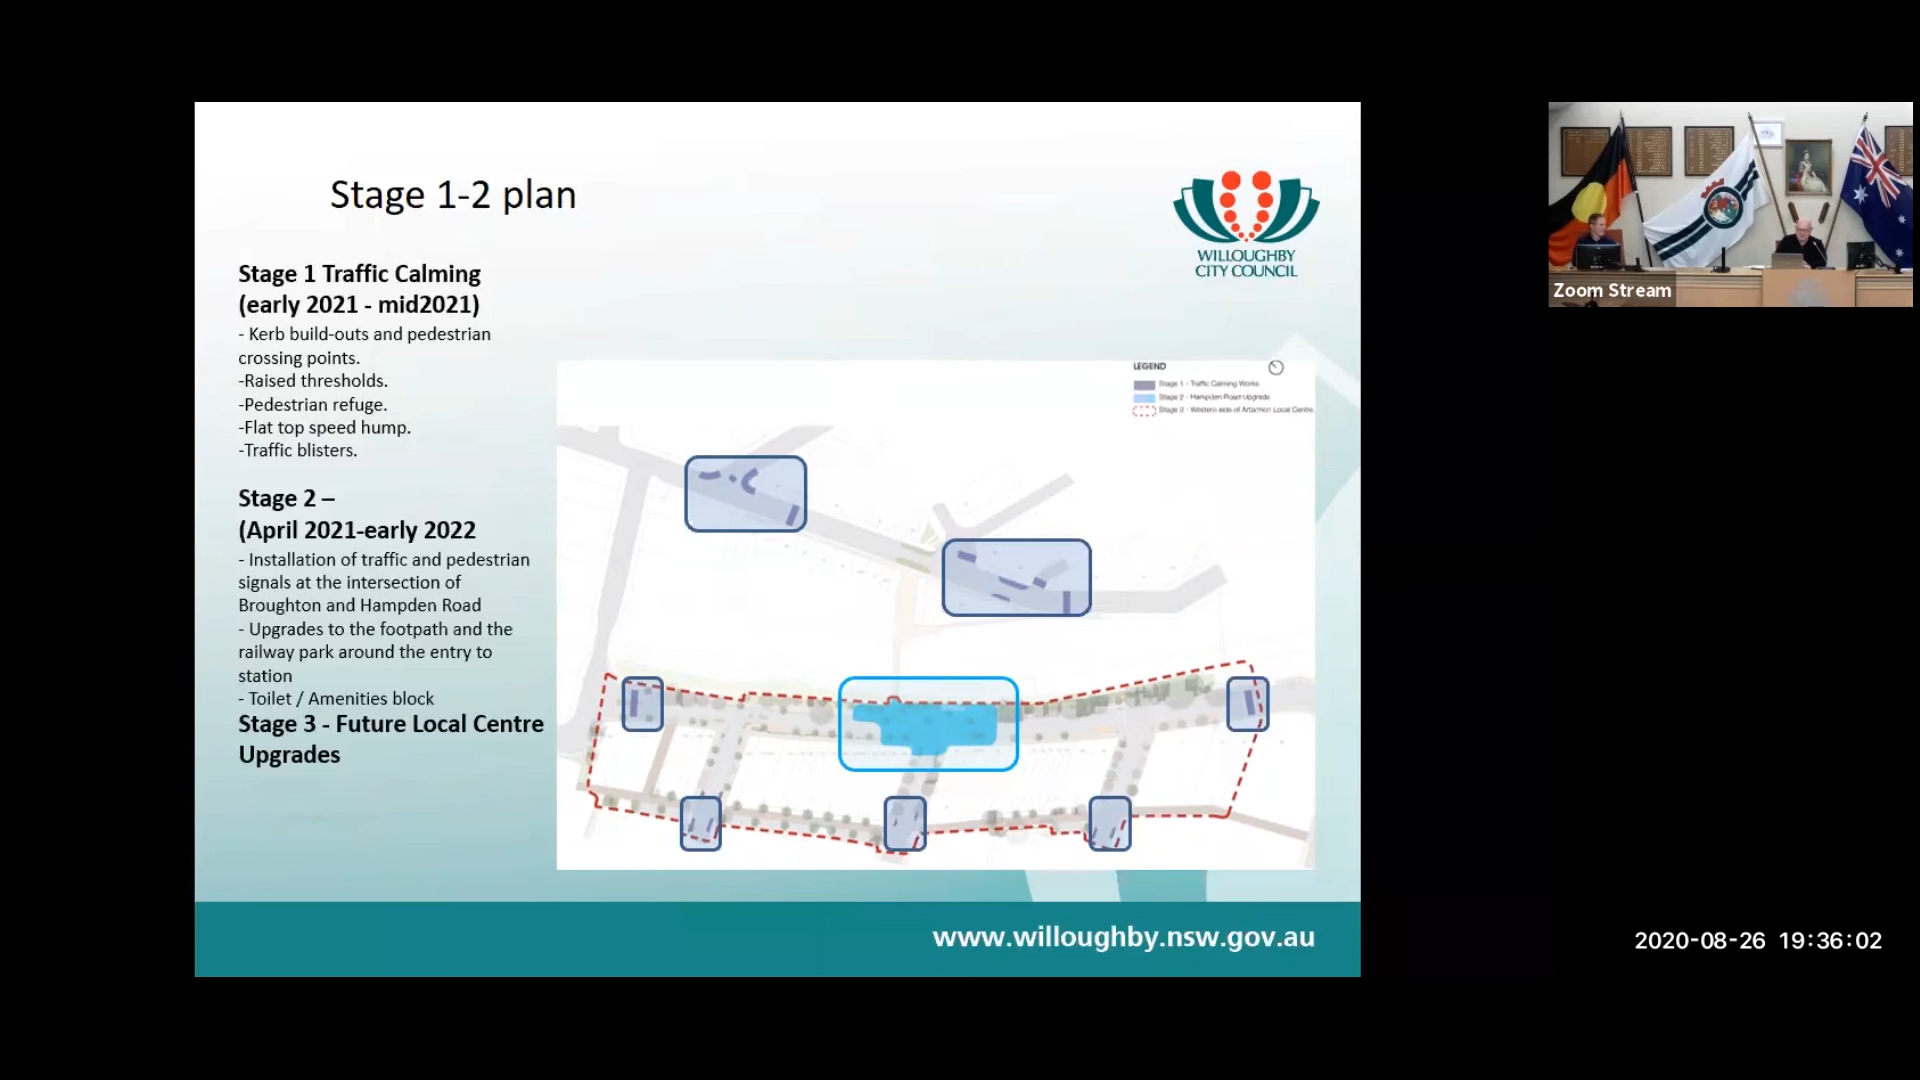 Stage 1-2 plan
WILLOUGHBY
CITY COUNCIL
Stage 1 Traffic Calming
(early 2021 - mid2021)
- Kerb build-outs and pedestrian
crossing points.
-Raised thresholds.
-Pedestrian refuge.
-Flat top speed hump.
-Traffic blisters.
Stage 2 –
(April 2021-early 2022
- Installation of traffic and pedestrian
signals at the intersection of
Broughton and Hampden Road
- Upgrades to the footpath and the
railway park around the entry to
station
- Toilet / Amenities block
Stage 3 - Future Local Centre
Upgrades
LEGEND
Stage 1 - Traffic Calming Works
Stage 2 - Hampden Road Upgrade
Stage 3 - Western side of Artarmon Local Centre
www.willoughby.nsw.gov.au
Zoom Stream
2020-08-26 19:36:02